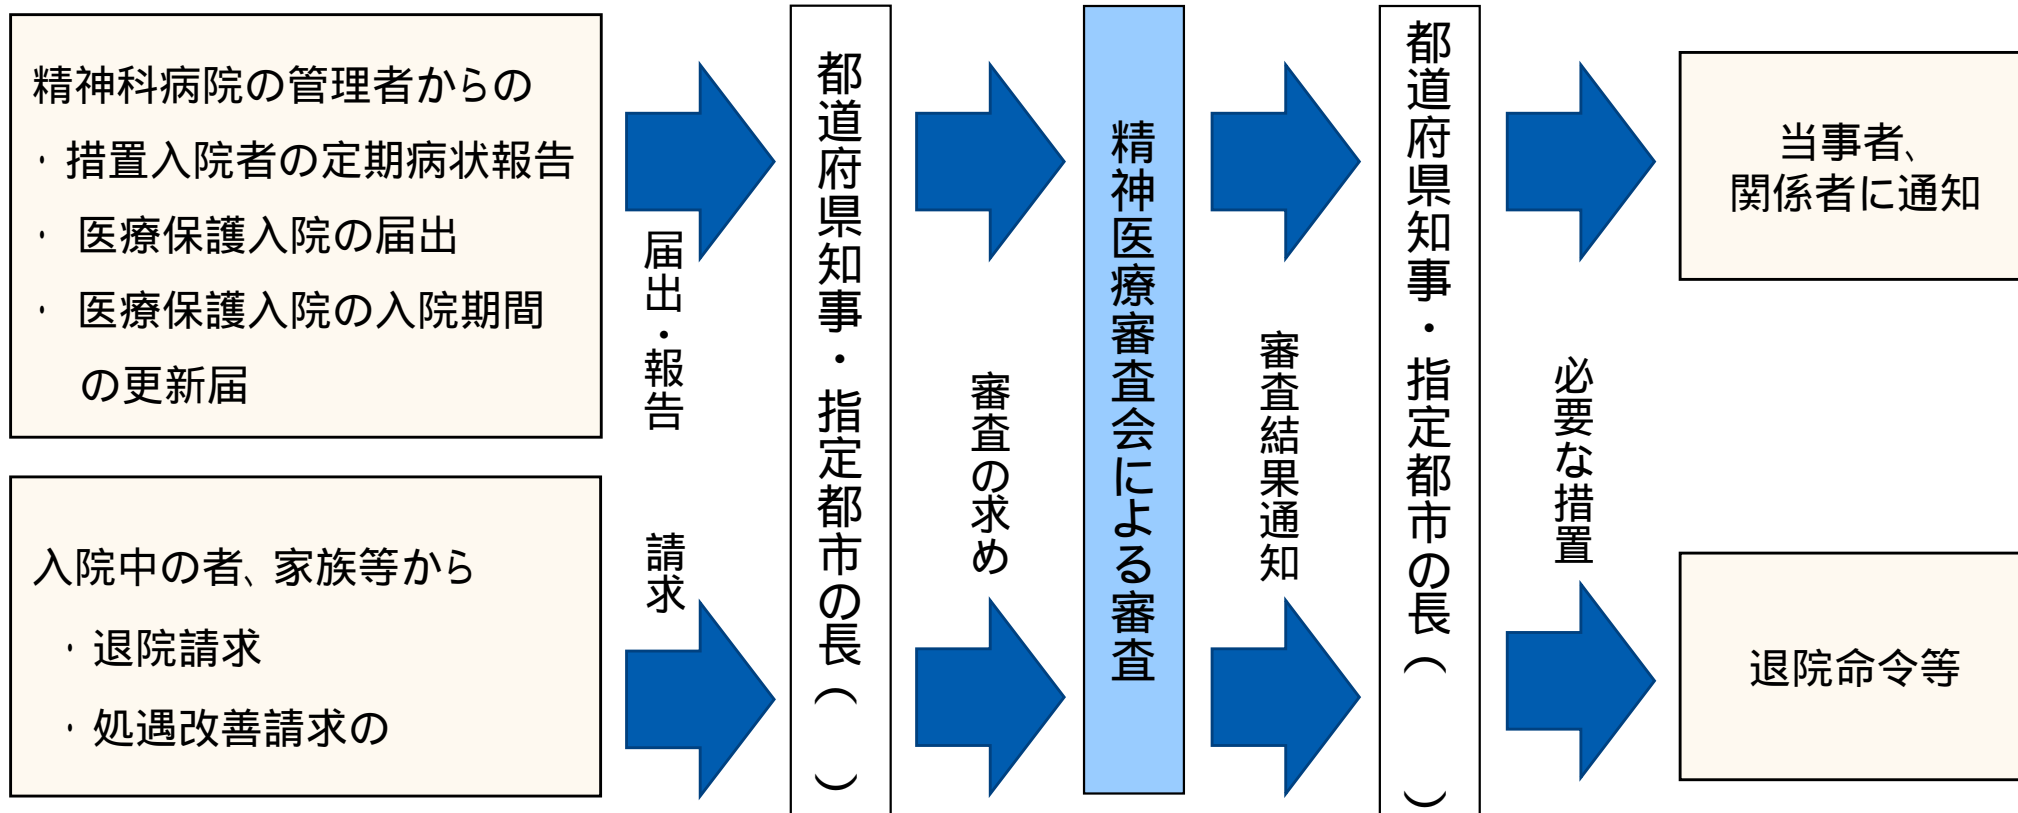 精神科病院の管理者からの
・措置入院者の定期病状報告
・ 医療保護入院の届出
・ 医療保護入院の入院期間
の更新届
入院中の者、家族等から
・退院請求
・処遇改善請求の
届出・報告
請求
都道府県知事・指定都市の長（　）
審査の求め
精神医療審査会による審査
審査結果通知
都道府県知事・指定都市の長（　）
必要な措置
当事者、
関係者に通知
退院命令等